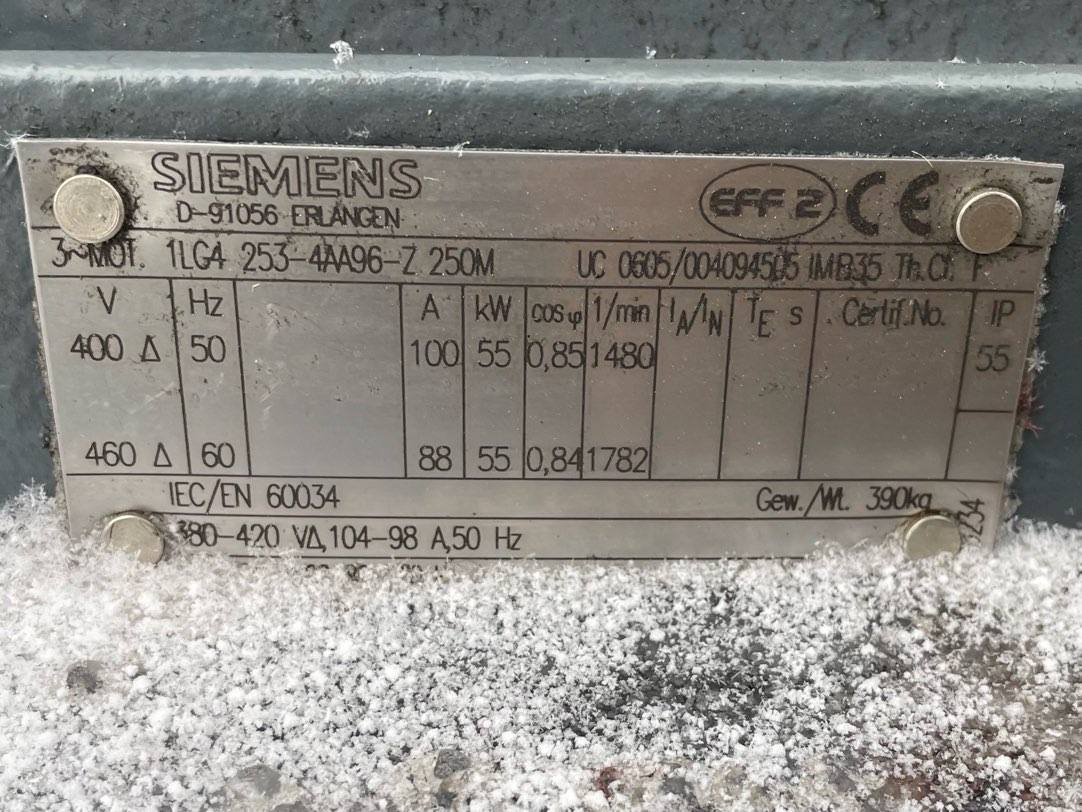 SIEMENS
D-91056 ERLANGEN
EFF 2 CE
3~MOT. 1LG4 253-4AA96-Z 250M UC 0605/004094505 IMB35 Th.Cl. F
V Hz A kW cos φ 1/min IA/IN TE s Certif.No. IP
400 Δ 50 100 55 0,85 1480 55
460 Δ 60 88 55 0,84 1782
IEC/EN 60034 Gew./Wt. 390kg
380-420 VΔ,104-98 A,50 Hz